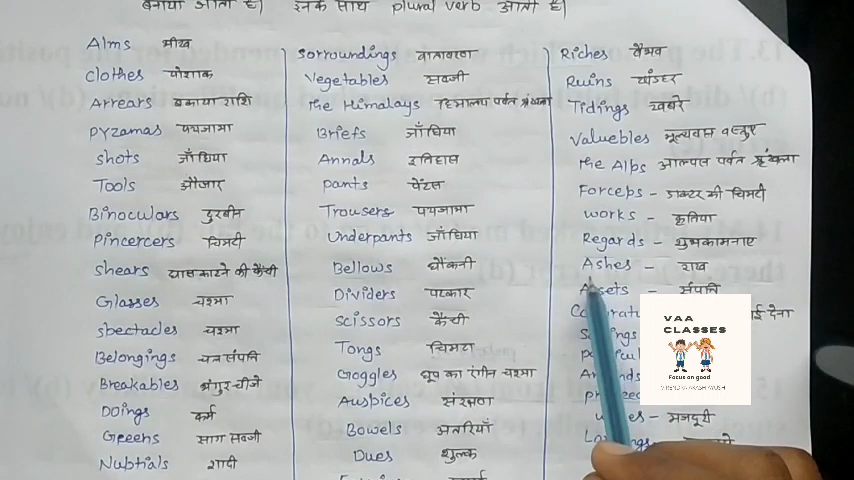 बनाया जाता है। इनके साथ plural verb आती है।
Alms भीख
Clothes पोशाक
Arrears बकाया राशि
Pyzamas पयजामा
shots जाँघिया
Tools औजार
Binoculars दुरबीन
Pincercers चिमटी
shears घास काटने की कैंची
Glasses चश्मा
spectacles चश्मा
Belongings चल संपति
Breakables भंगुर चीजे
Doings कर्म
Greens साग सब्जी
Nuptials शादी
Sorroundings वातावरण
Vegetables सब्जी
The Himalays हिमालय पर्वत श्रृंखला
Briefs जाँघिया
Annals इतिहास
pants पेंटस
Trousers पयजामा
Underpants जाँघिया
Bellows धौंकनी
Dividers परकार
Scissors कैंची
Tongs चिमटा
Goggles धूप का रंगीन चश्मा
Auspices संरक्षण
Bowels अतरियाँ
Dues शुल्क
Riches वैभव
Ruins खंडहर
Tidings खबरे
Valuebles मूल्यवान वस्तुए
The Alps आल्पस पर्वत श्रृंखला
Forceps - डाक्टर की चिमटी
works - कृतिया
Regards - शुभकामनाए
Ashes - राख
Assets - संपति
देना
मजदूरी
VAA
CLASSES
Focus on good